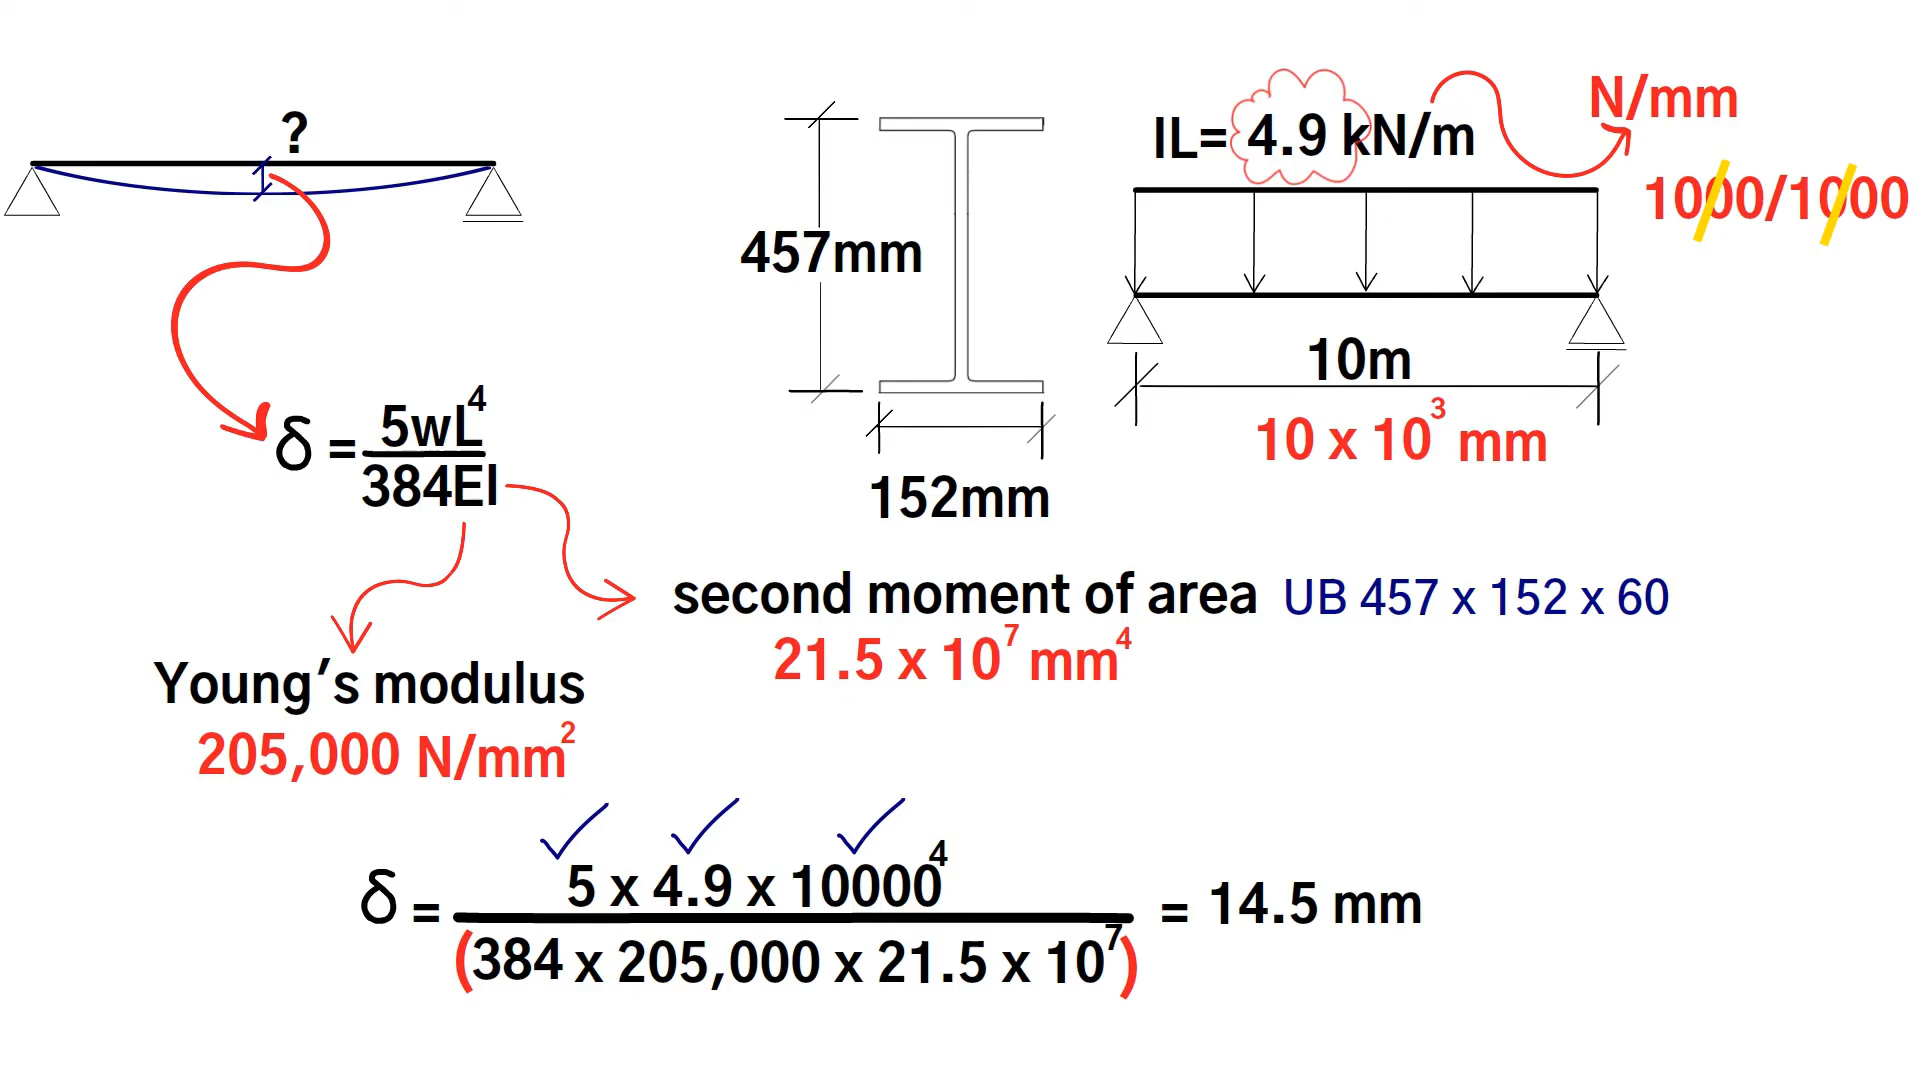 ?
δ = 5wL⁴
384EI
Young's modulus
205,000 N/mm²
457mm
152mm
IL= 4.9 kN/m
N/mm
1000/1000
10m
10 x 10³ mm
second moment of area UB 457 x 152 x 60
21.5 x 10⁷ mm⁴
5 x 4.9 x 10000⁴
δ = = 14.5 mm
(384 x 205,000 x 21.5 x 10⁷)